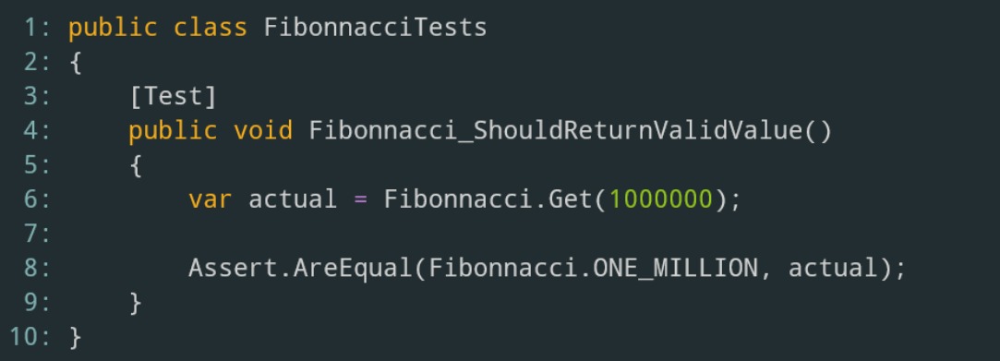 1: public class FibonnacciTests
2: {
3:     [Test]
4:     public void Fibonnacci_ShouldReturnValidValue()
5:     {
6:         var actual = Fibonnacci.Get(1000000);
7:
8:         Assert.AreEqual(Fibonnacci.ONE_MILLION, actual);
9:     }
10: }